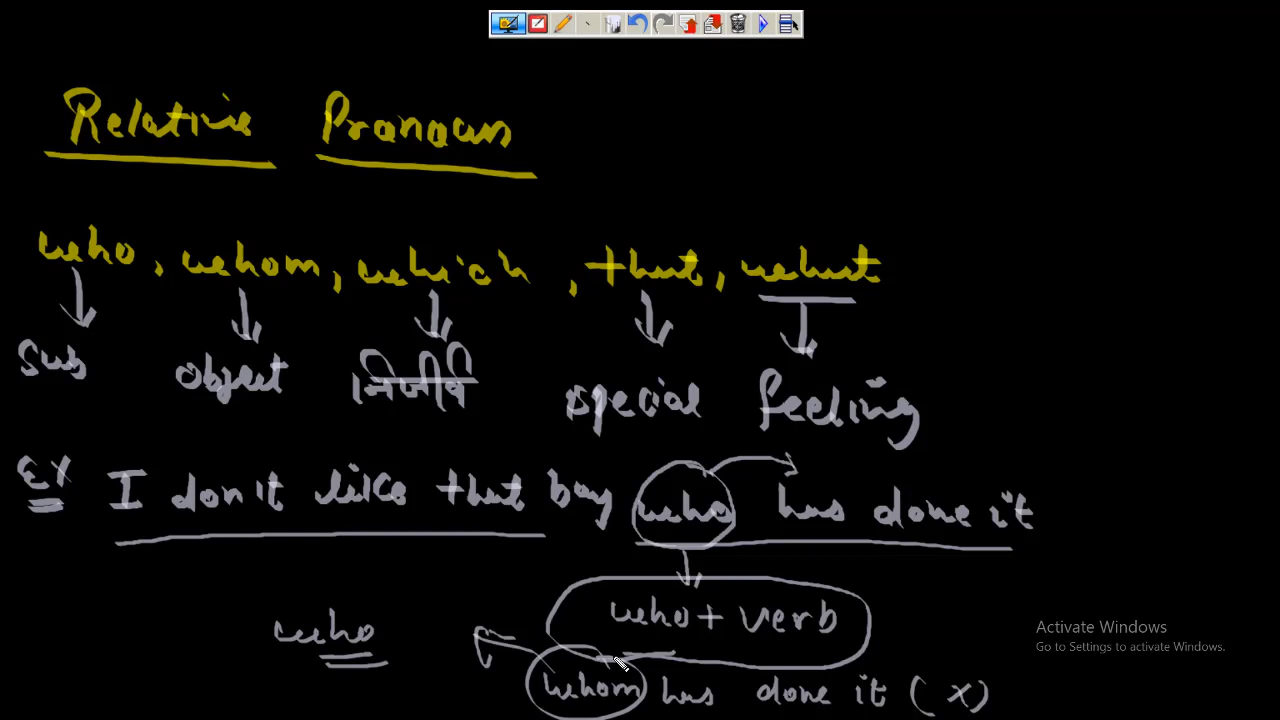 Relative Pronoun
who, whom, which, that, what
Sub object निर्जीव special feeling
Ex I don't like that boy who has done it
who + verb
who
whom has done it (X)
Activate Windows
Go to Settings to activate Windows.